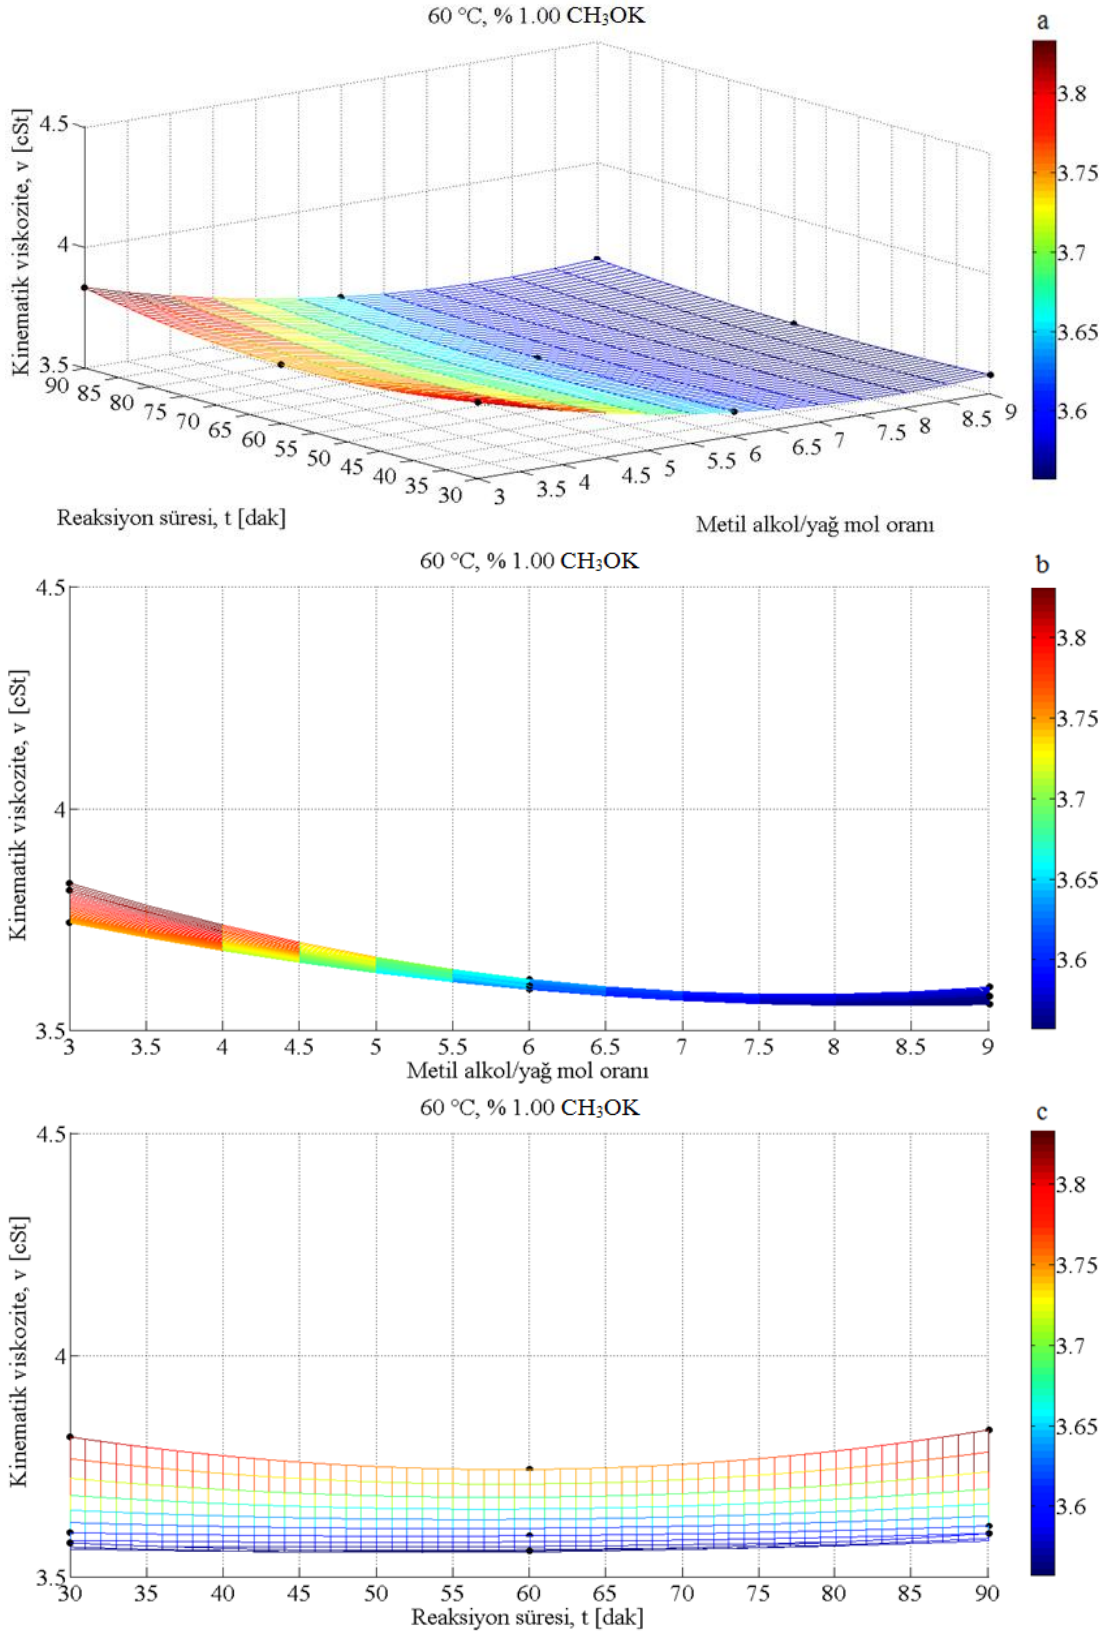 60 °C, % 1.00 CH₃OK
a
Kinematik viskozite, v [cSt]
4.5
4
3.5
90 85 80 75 70 65 60 55 50 45 40 35 30
3 3.5 4 4.5 5 5.5 6 6.5 7 7.5 8 8.5 9
Reaksiyon süresi, t [dak]
Metil alkol/yağ mol oranı
3.8
3.75
3.7
3.65
3.6
60 °C, % 1.00 CH₃OK
b
Kinematik viskozite, v [cSt]
4.5
4
3.5
3 3.5 4 4.5 5 5.5 6 6.5 7 7.5 8 8.5 9
Metil alkol/yağ mol oranı
3.8
3.75
3.7
3.65
3.6
60 °C, % 1.00 CH₃OK
c
Kinematik viskozite, v [cSt]
4.5
4
3.5
30 35 40 45 50 55 60 65 70 75 80 85 90
Reaksiyon süresi, t [dak]
3.8
3.75
3.7
3.65
3.6